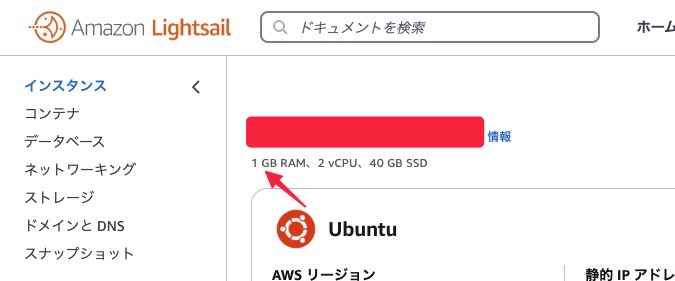 Amazon Lightsail
ドキュメントを検索
ホーム
インスタンス
コンテナ
データベース
ネットワーキング
ストレージ
ドメインと DNS
スナップショット
情報
1 GB RAM、2 vCPU、40 GB SSD
Ubuntu
AWS リージョン
静的 IP アドレ